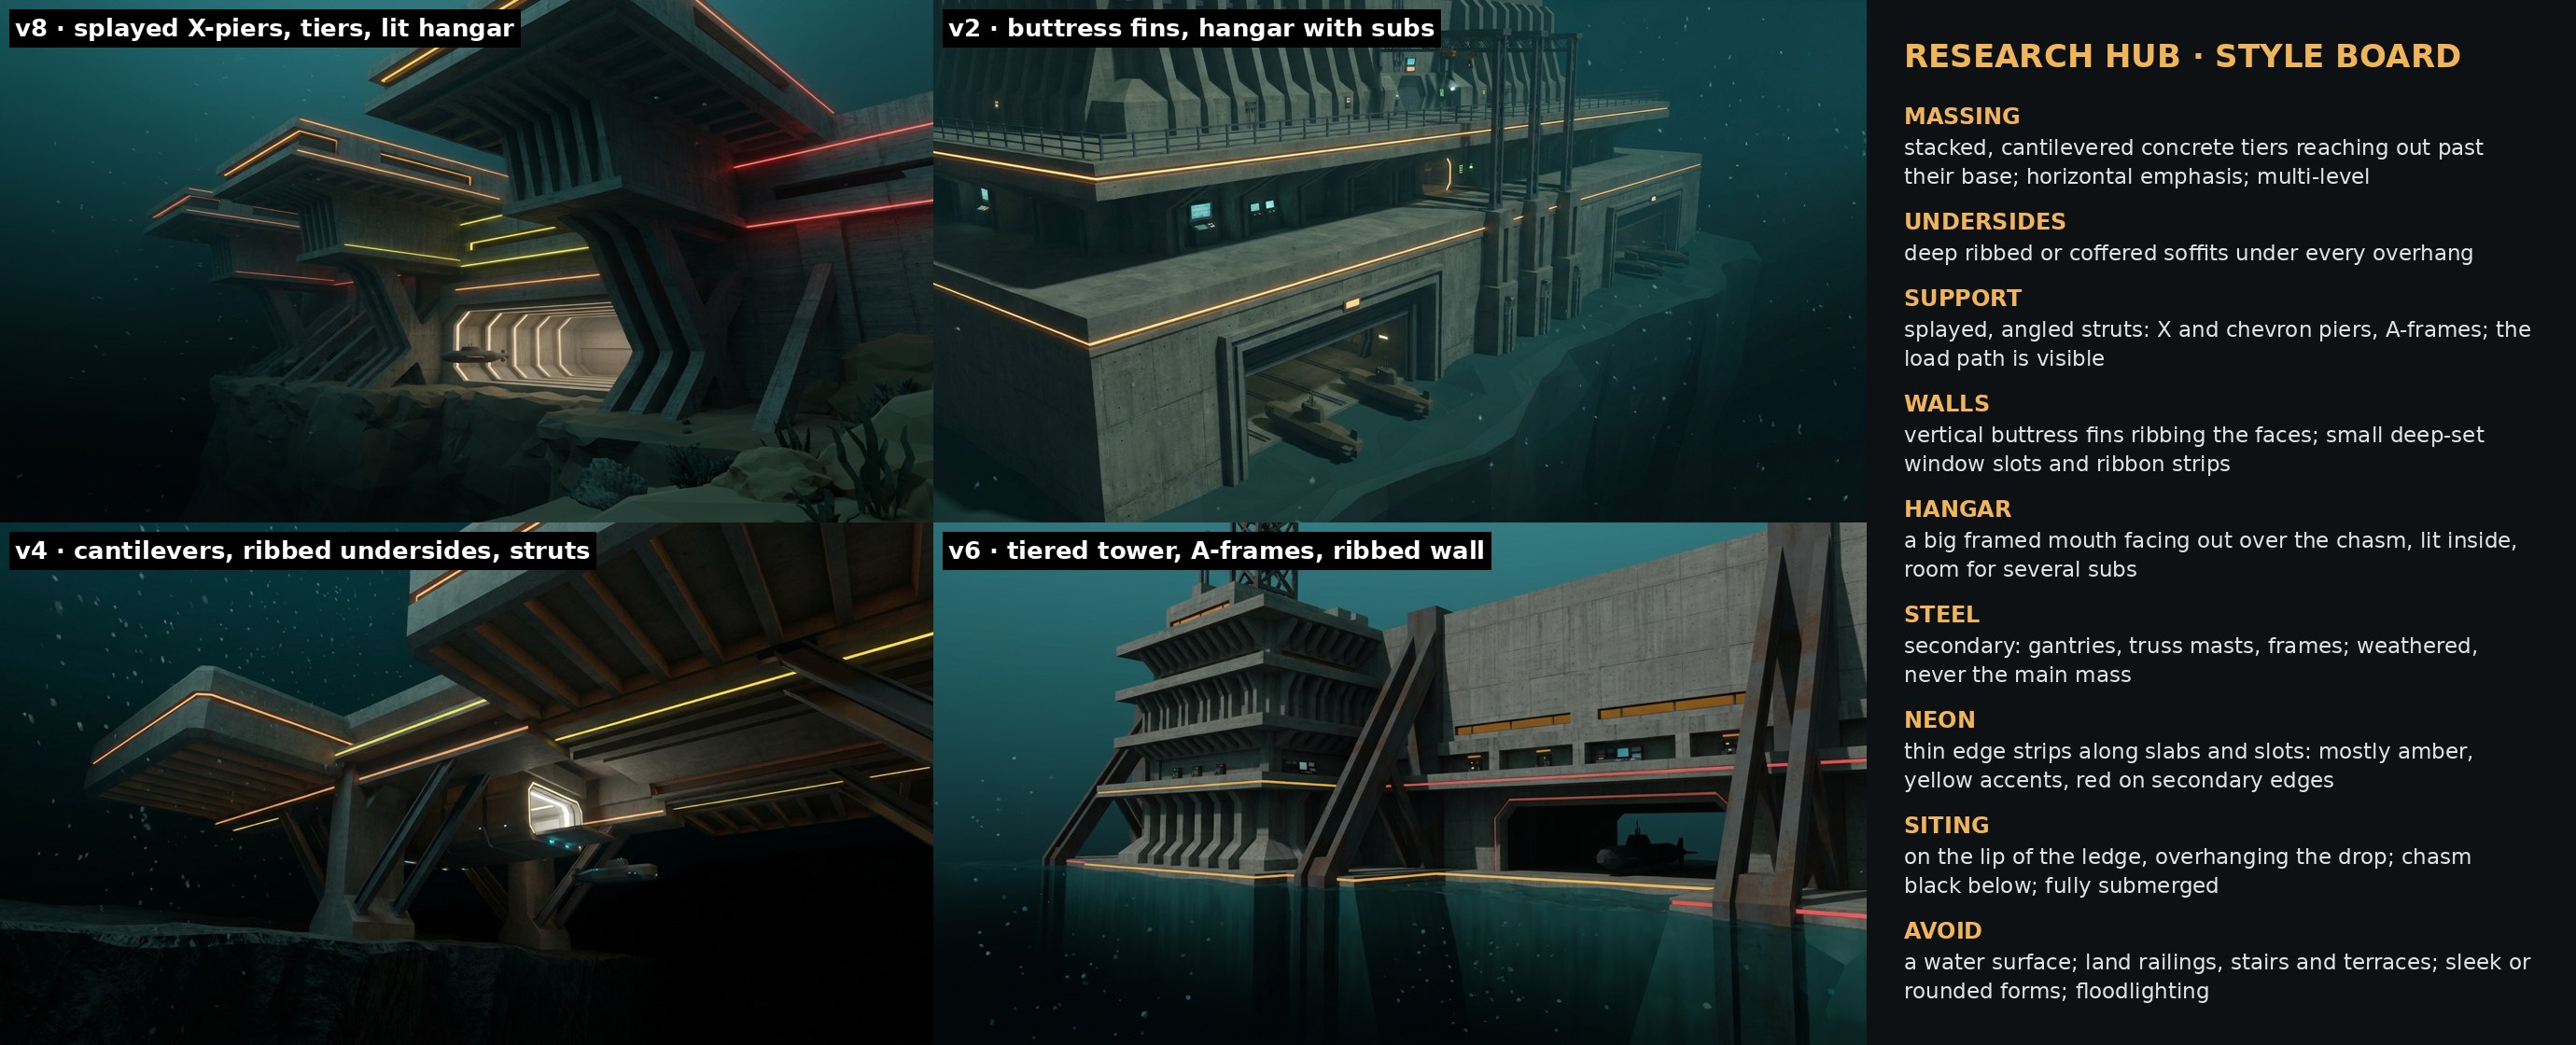 v8 · splayed X-piers, tiers, lit hangar
v2 · buttress fins, hangar with subs
v4 · cantilevers, ribbed undersides, struts
v6 · tiered tower, A-frames, ribbed wall
RESEARCH HUB · STYLE BOARD
MASSING
stacked, cantilevered concrete tiers reaching out past
their base; horizontal emphasis; multi-level
UNDERSIDES
deep ribbed or coffered soffits under every overhang
SUPPORT
splayed, angled struts: X and chevron piers, A-frames; the
load path is visible
WALLS
vertical buttress fins ribbing the faces; small deep-set
window slots and ribbon strips
HANGAR
a big framed mouth facing out over the chasm, lit inside,
room for several subs
STEEL
secondary: gantries, truss masts, frames; weathered,
never the main mass
NEON
thin edge strips along slabs and slots: mostly amber,
yellow accents, red on secondary edges
SITING
on the lip of the ledge, overhanging the drop; chasm
black below; fully submerged
AVOID
a water surface; land railings, stairs and terraces; sleek or
rounded forms; floodlighting